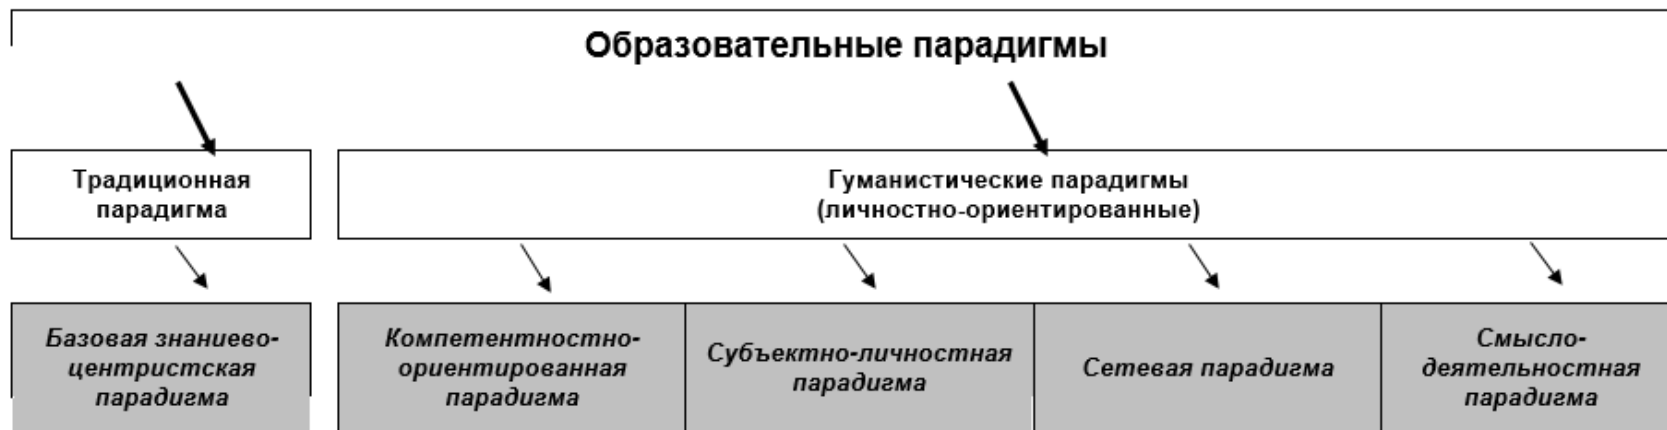 Образовательные парадигмы
Традиционная
парадигма
Гуманистические парадигмы
(личностно-ориентированные)
Базовая знаниево-
центристская
парадигма
Компетентностно-
ориентированная
парадигма
Субъектно-личностная
парадигма
Сетевая парадигма
Смысло-
деятельностная
парадигма